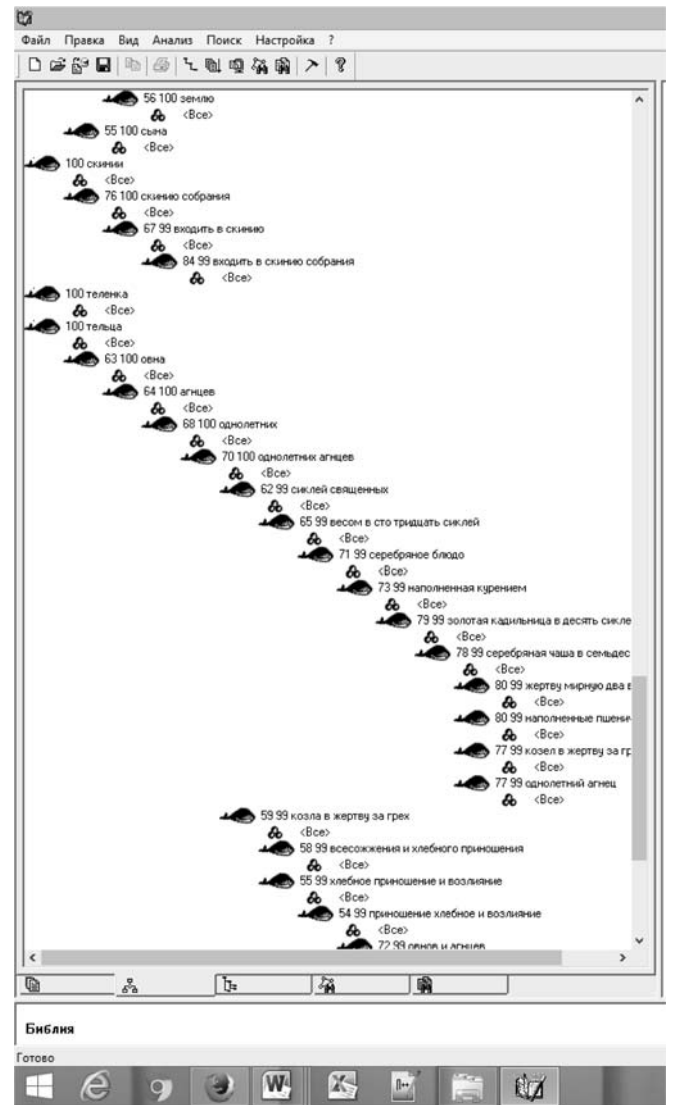 Файл Правка Вид Анализ Поиск Настройка ?
56 100 землю
<Все>
55 100 сына
<Все>
100 скинии
<Все>
76 100 скинию собрания
<Все>
67 99 входить в скинию
<Все>
84 99 входить в скинию собрания
<Все>
100 теленка
<Все>
100 тельца
<Все>
63 100 овна
<Все>
64 100 агнцев
<Все>
68 100 однолетних
<Все>
70 100 однолетних агнцев
<Все>
62 99 сиклей священных
<Все>
65 99 весом в сто тридцать сиклей
<Все>
71 99 серебряное блюдо
<Все>
73 99 наполненная курением
<Все>
79 99 золотая кадильница в десять сикле
<Все>
78 99 серебряная чаша в семьдес
<Все>
80 99 жертву мирную два в
<Все>
80 99 наполненные пшени
<Все>
77 99 козел в жертву за гр
<Все>
77 99 однолетний агнец
<Все>
59 99 козла в жертву за грех
<Все>
58 99 всесожжения и хлебного приношения
<Все>
55 99 хлебное приношение и возлияние
<Все>
54 99 приношение хлебное и возлияние
<Все>
72 99 овнов и агнцев
Библия
Готово